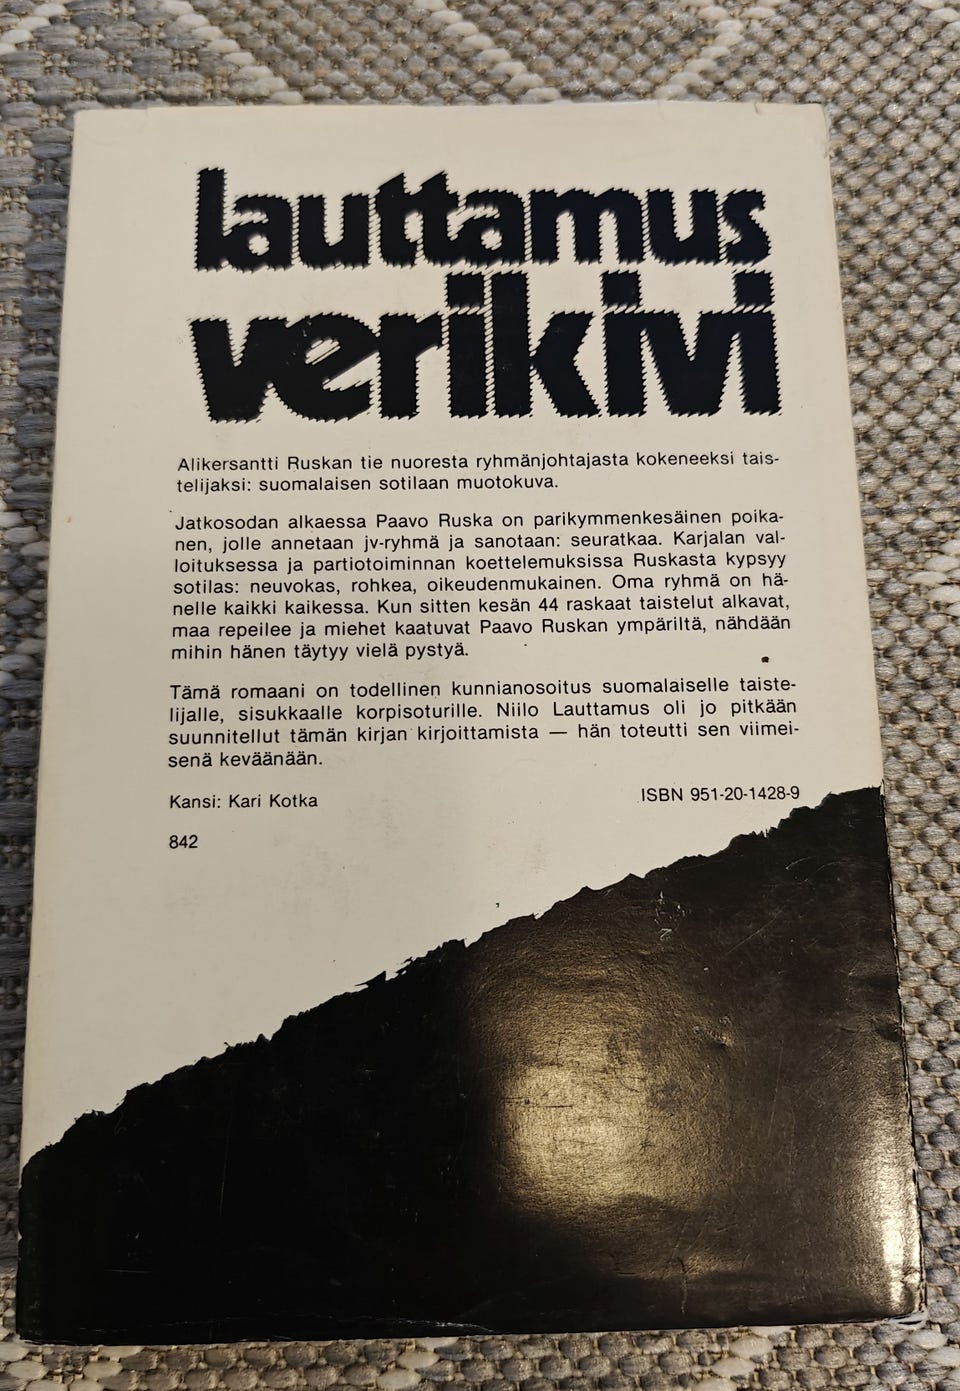 lauttamus
verikivi
Alikersantti Ruskan tie nuoresta ryhmänjohtajasta kokeneeksi tais-
telijaksi: suomalaisen sotilaan muotokuva.
Jatkosodan alkaessa Paavo Ruska on parikymmenkesäinen poika-
nen, jolle annetaan jv-ryhmä ja sanotaan: seuratkaa. Karjalan val-
loituksessa ja partiotoiminnan koettelemuksissa Ruskasta kypsyy
sotilas: neuvokas, rohkea, oikeudenmukainen. Oma ryhmä on hä-
nelle kaikki kaikessa. Kun sitten kesän 44 raskaat taistelut alkavat,
maa repeilee ja miehet kaatuvat Paavo Ruskan ympäriltä, nähdään
mihin hänen täytyy vielä pystyä.
Tämä romaani on todellinen kunnianosoitus suomalaiselle taiste-
lijalle, sisukkaalle korpisoturille. Niilo Lauttamus oli jo pitkään
suunnitellut tämän kirjan kirjoittamista — hän toteutti sen viimei-
senä keväänään.
Kansi: Kari Kotka
ISBN 951-20-1428-9
842